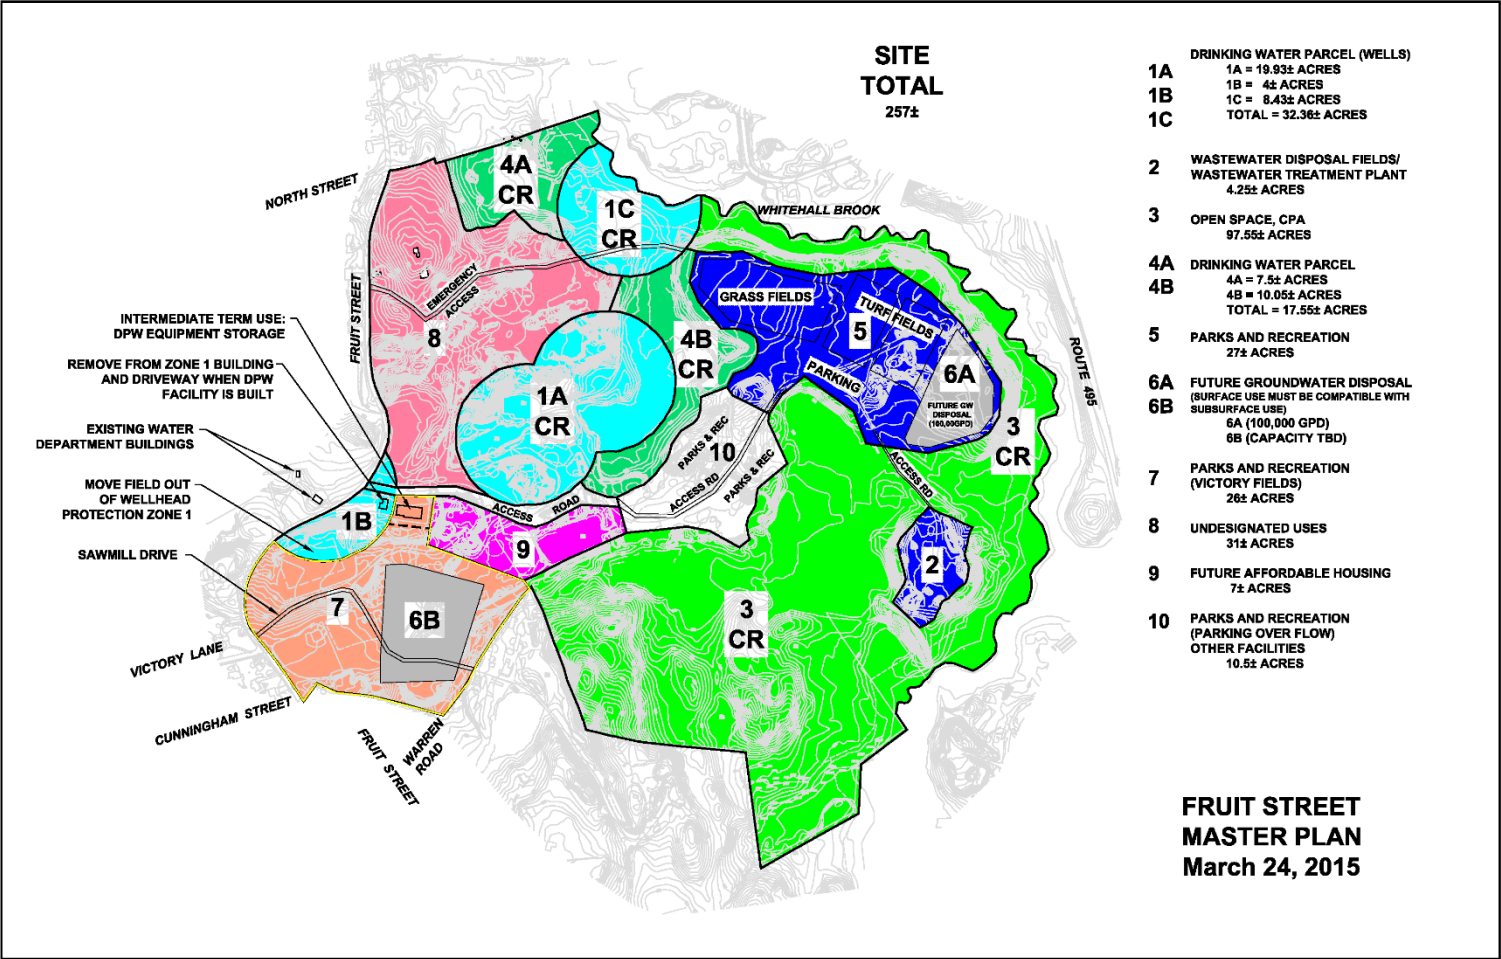 SITE
TOTAL
257±
NORTH STREET
4A
CR
1C
CR
WHITEHALL BROOK
FRUIT STREET
EMERGENCY
ACCESS
8
GRASS FIELDS
TURF FIELDS
5
PARKING
4B
CR
6A
FUTURE GW
DISPOSAL
(100,00GPD)
ROUTE 495
1A
CR
3
CR
PARKS & REC
10
ACCESS RD
PARKS & REC
ACCESS RD
ACCESS
ROAD
1B
9
2
7
6B
3
CR
INTERMEDIATE TERM USE:
DPW EQUIPMENT STORAGE
REMOVE FROM ZONE 1 BUILDING
AND DRIVEWAY WHEN DPW
FACILITY IS BUILT
EXISTING WATER
DEPARTMENT BUILDINGS
MOVE FIELD OUT
OF WELLHEAD
PROTECTION ZONE 1
SAWMILL DRIVE
VICTORY LANE
CUNNINGHAM STREET
FRUIT STREET
WARREN
ROAD
1A
1B
1C
DRINKING WATER PARCEL (WELLS)
1A = 19.93± ACRES
1B = 4± ACRES
1C = 8.43± ACRES
TOTAL = 32.36± ACRES
2
WASTEWATER DISPOSAL FIELDS/
WASTEWATER TREATMENT PLANT
4.25± ACRES
3
OPEN SPACE, CPA
97.55± ACRES
4A
4B
DRINKING WATER PARCEL
4A = 7.5± ACRES
4B = 10.05± ACRES
TOTAL = 17.55± ACRES
5
PARKS AND RECREATION
27± ACRES
6A
6B
FUTURE GROUNDWATER DISPOSAL
(SURFACE USE MUST BE COMPATIBLE WITH
SUBSURFACE USE)
6A (100,000 GPD)
6B (CAPACITY TBD)
7
PARKS AND RECREATION
(VICTORY FIELDS)
26± ACRES
8
UNDESIGNATED USES
31± ACRES
9
FUTURE AFFORDABLE HOUSING
7± ACRES
10
PARKS AND RECREATION
(PARKING OVER FLOW)
OTHER FACILITIES
10.5± ACRES
FRUIT STREET
MASTER PLAN
March 24, 2015